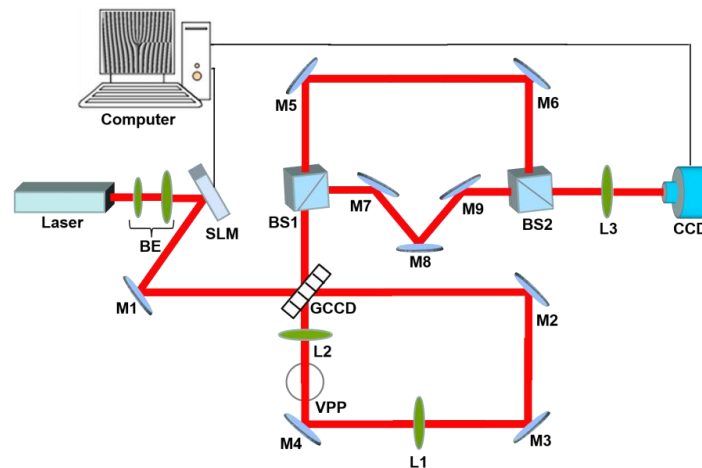 Computer
M5
M6
Laser
BE
SLM
BS1
M7
M8
M9
BS2
L3
CCD
M1
GCCD
M2
L2
VPP
M4
L1
M3